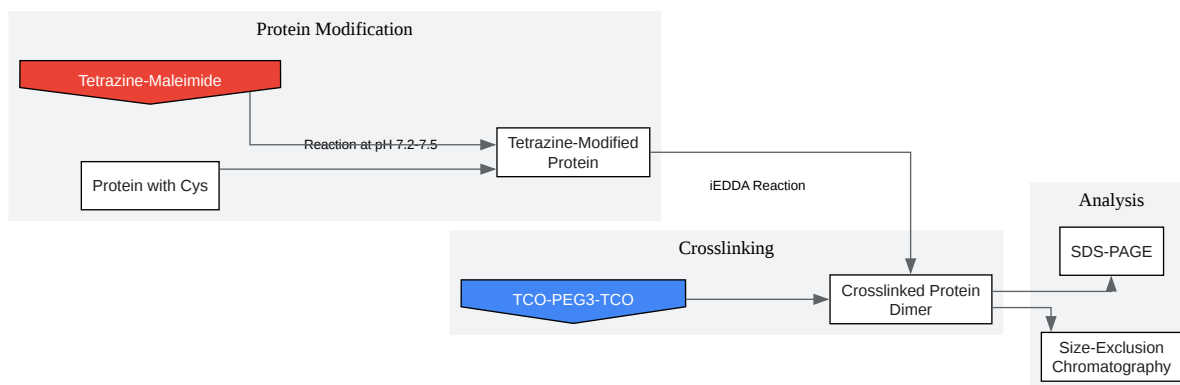 Protein Modification
Tetrazine-Maleimide
Reaction at pH 7.2-7.5
Tetrazine-Modified
Protein
Protein with Cys
iEDDA Reaction
Crosslinking
TCO-PEG3-TCO
Crosslinked Protein
Dimer
Analysis
SDS-PAGE
Size-Exclusion
Chromatography